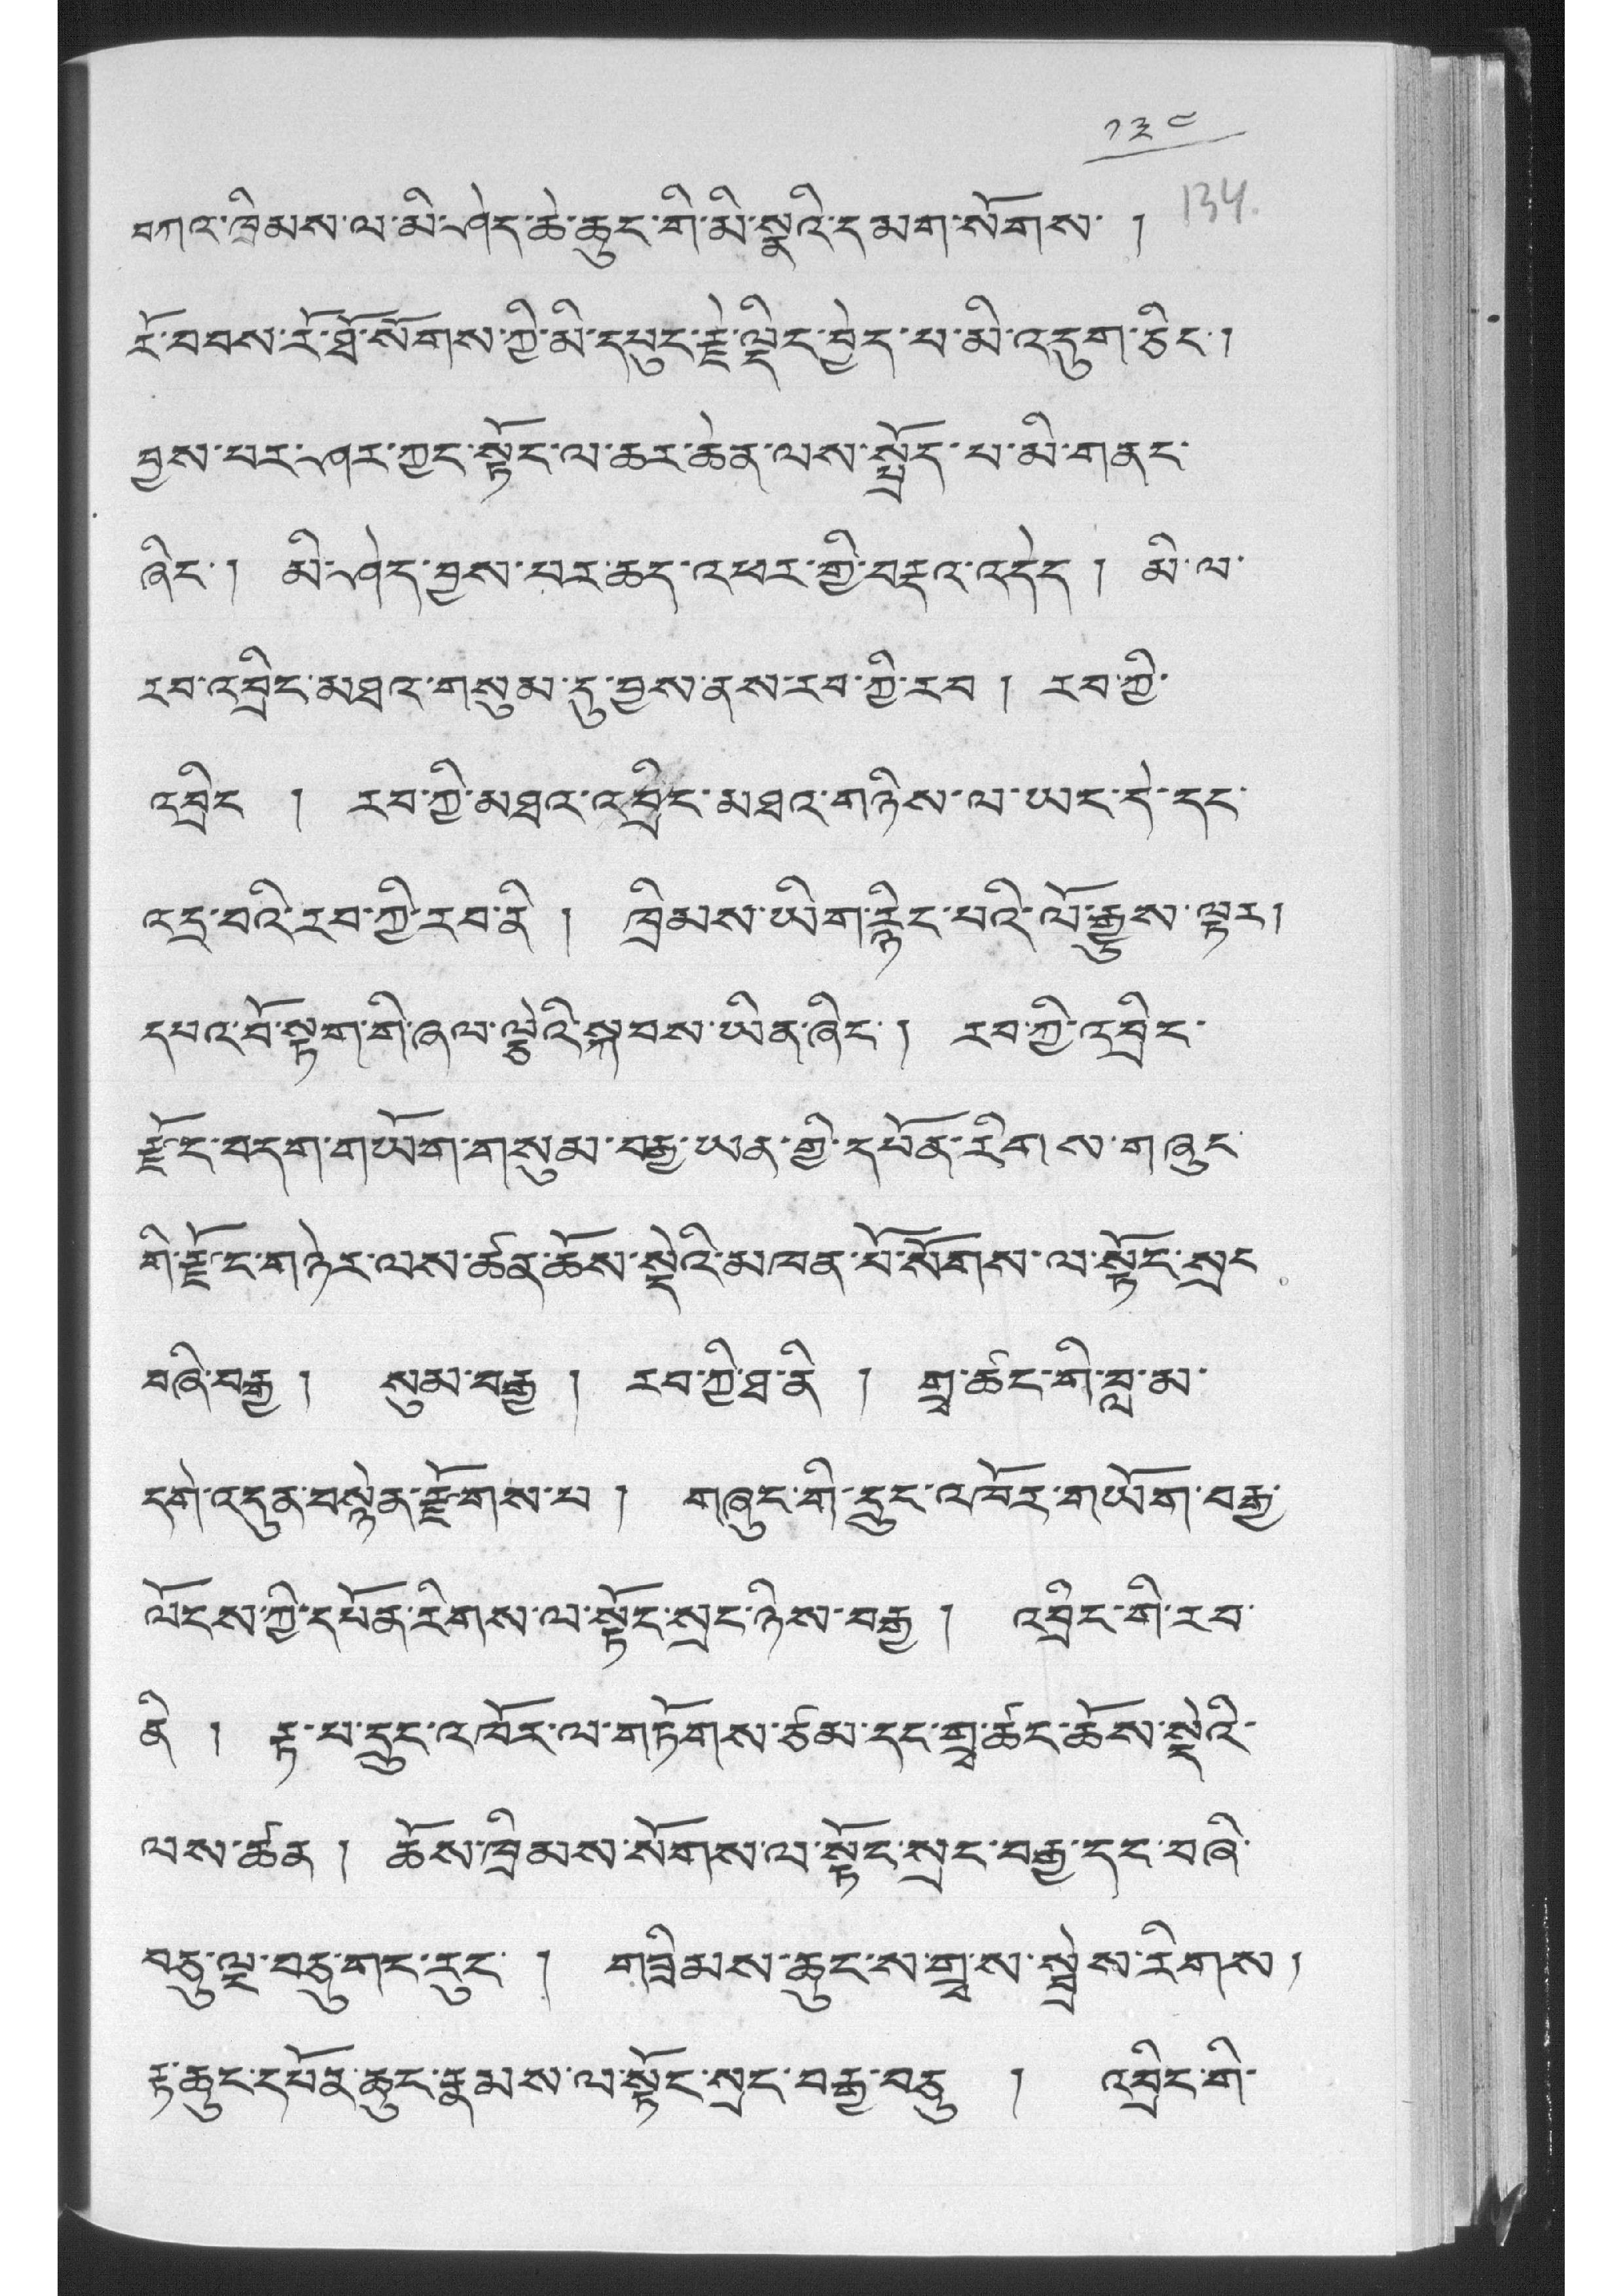 ༡༣༤
134.
བཀའ་ཁྲིམས་ལ་མི་ཤེད་ཆེ་ཆུང་གི་མི་སྣའི་དམག་སོགས །
རོ་བབས་རོ་ཐོ་སོགས་ཀྱི་མི་དཔུང་རྗེ་ལྡིང་བྱེད་པ་མི་འདུག་ཅིང་།
བྱས་པར་ཤར་ཀྱང་སྟོང་ལ་ཆར་ཆེན་ལས་སྤྲོད་པ་མི་གནང་
ཞིང་། མི་ཤེད་བྱས་པར་ཆད་འཕར་གྱི་བརྡའ་འདེད། མི་ལ་
རབ་འབྲིང་མཐའ་གསུམ་དུ་བྱས་ནས་རབ་ཀྱི་རབ། རབ་ཀྱི་
འབྲིང་ ། རབ་ཀྱི་མཐའ་འབྲིང་མཐའ་གཉིས་ལ་ཡང་དེ་དང་
འདྲ་བའི་རབ་ཀྱི་རབ་ནི། ཁྲིམས་ཡིག་རྙིང་པའི་ལོ་རྒྱུས་ལྟར།
དཔའ་བོ་སྟག་གི་ཞལ་ལྕེའི་སྐབས་ཡིན་ཞིང་། རབ་ཀྱི་འབྲིང་
རྫོང་བདག་གཡོག་གསུམ་བརྒྱ་ཡན་གྱི་དཔོན་རིགས་གཞུང་
གི་རྫོང་གཉེར་ལས་ཚན་ཆོས་སྡེའི་མཁན་པོ་སོགས་ལ་སྟོང་སྲང་
བཞི་བརྒྱ། སུམ་བརྒྱ། རབ་ཀྱི་ཐ་ནི། གྲྭ་ཚང་གི་བླ་མ་
དགེ་འདུན་བསྙེན་རྫོགས་པ། གཞུང་གི་དྲུང་འཁོར་གཡོག་བརྒྱ་
ལོངས་ཀྱི་དཔོན་རིགས་ལ་སྟོང་སྲང་ཉིས་བརྒྱ། འབྲིང་གི་རབ་
ནི། རྟ་པ་དྲུང་འཁོར་ལ་གཏོགས་ཙམ་དང་གྲྭ་ཚང་ཆོས་སྡེའི་
ལས་ཚན། ཆོས་ཁྲིམས་སོགས་ལ་སྟོང་སྲང་བརྒྱ་དང་བཞི་
བཅུ་ལྔ་བཅུ་གང་རུང་། གཟིམས་ཆུང་ས་གྲྭས་སྦྲེས་རིགས།
རྟ་ཆུང་དཔོན་ཆུང་རྣམས་ལ་སྟོང་སྲང་བརྒྱ་བཅུ ། འབྲིང་གི་